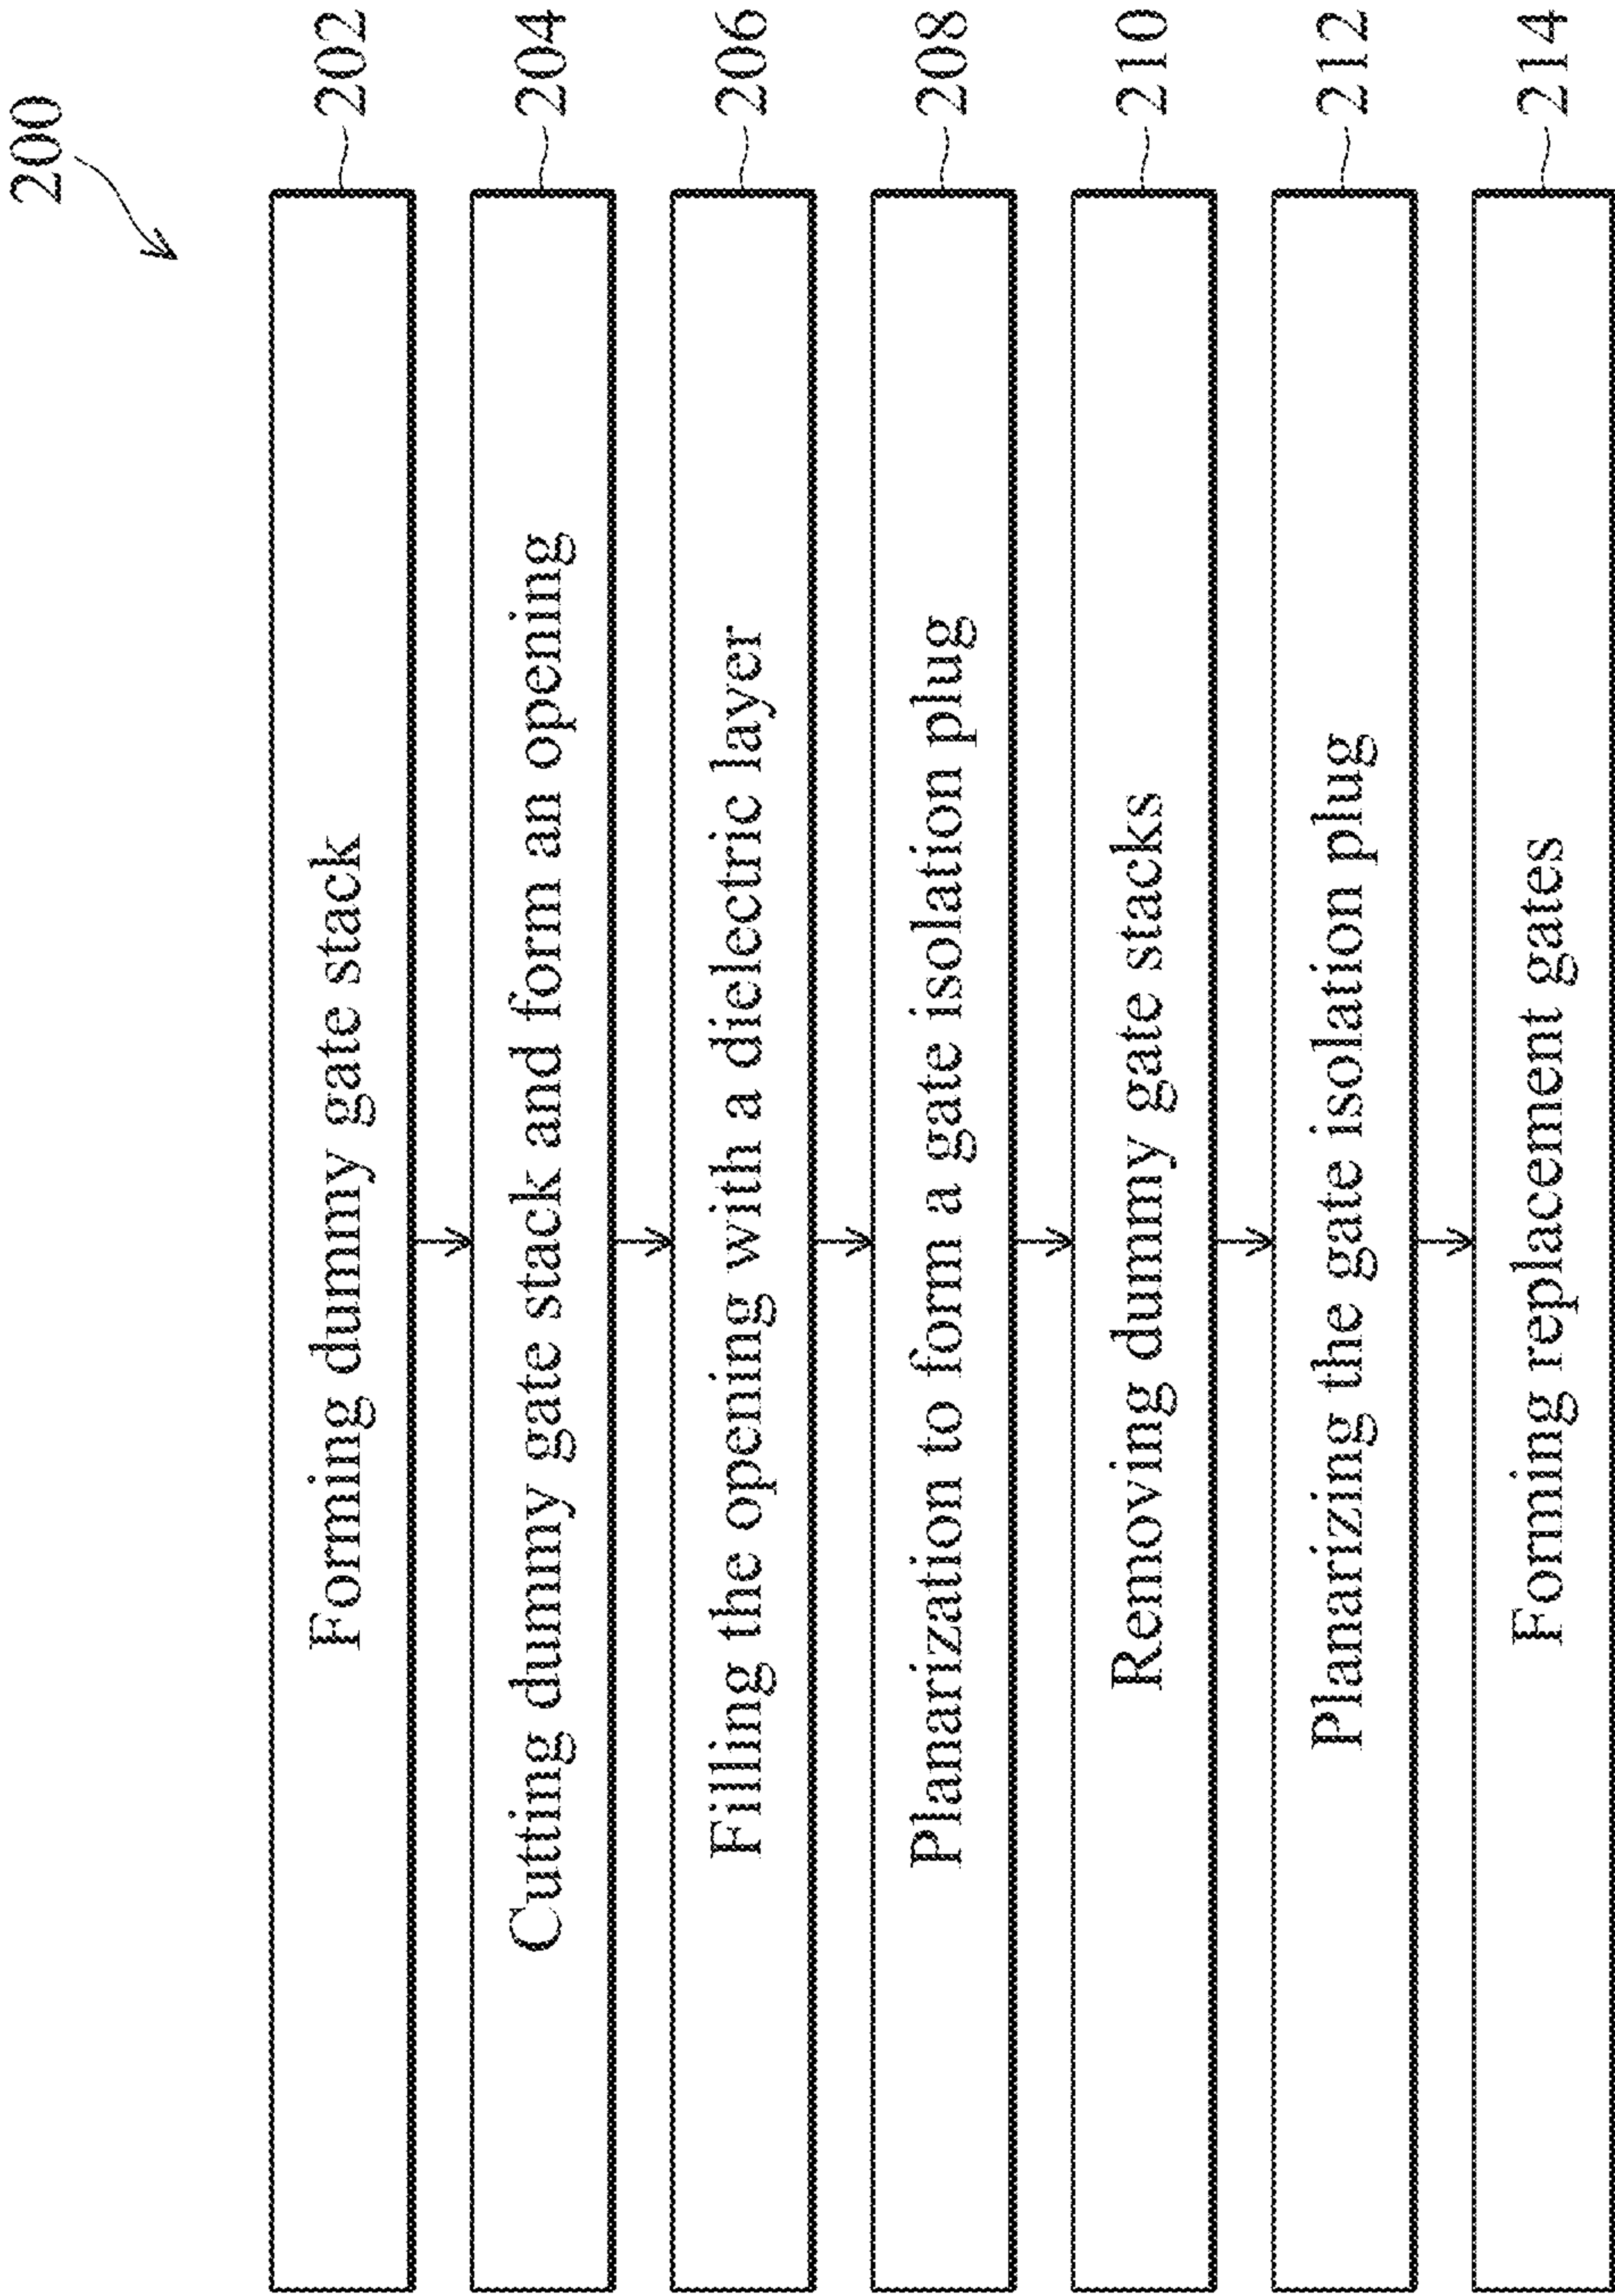 200
Forming dummy gate stack
202
Cutting dummy gate stack and form an opening
204
Filling the opening with a dielectric layer
206
Planarization to form a gate isolation plug
208
Removing dummy gate stacks
210
Planarizing the gate isolation plug
212
Forming replacement gates
214